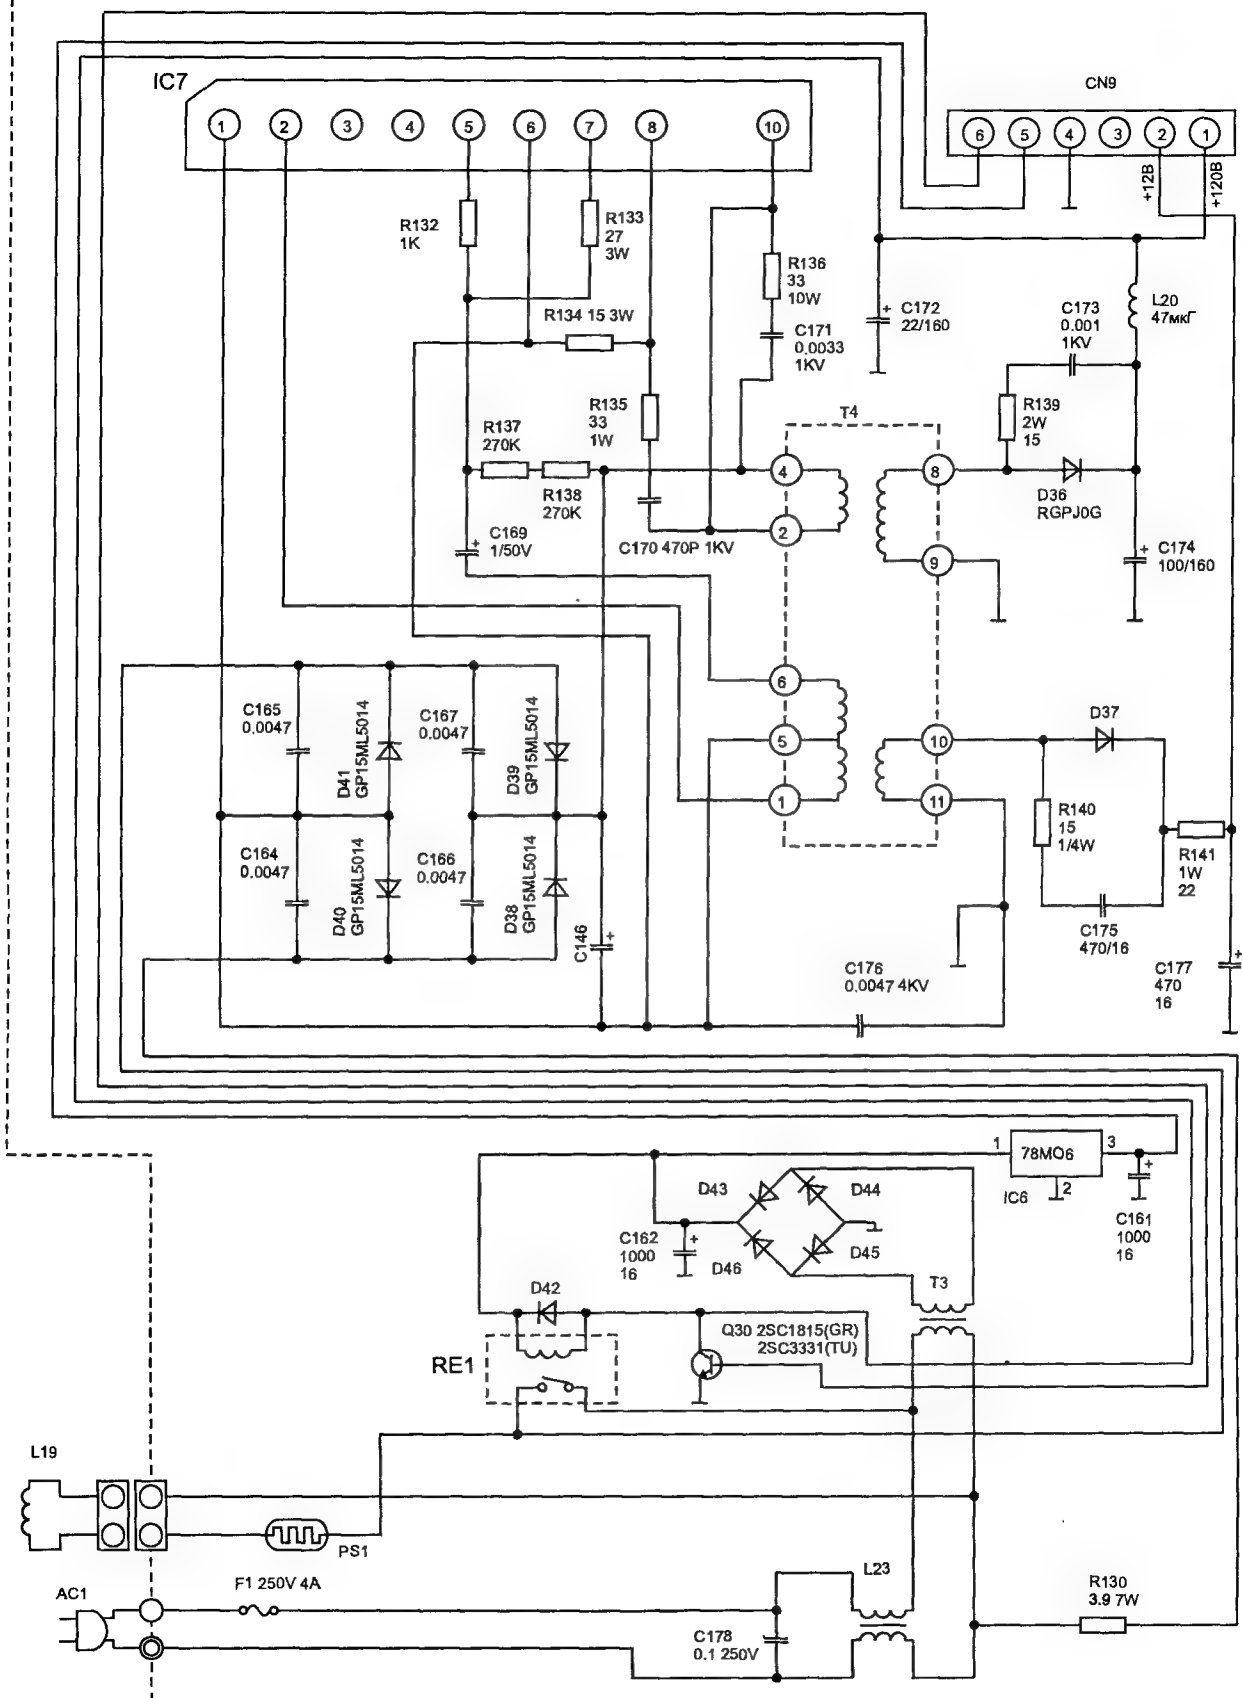 IC7
1
2
3
4
5
6
7
8
10
CN9
6
5
4
3
2
1
+12В
+120В
R132
1K
R133
27
3W
R134 15 3W
R136
33
10W
C171
0,0033
1KV
C172
22/160
C173
0.001
1KV
L20
47мкГ
R135
33
1W
R137
270K
R138
270K
T4
R139
2W
15
D36
RGPJ0G
4
2
8
9
C169
1/50V
C170 470P 1KV
C174
100/160
6
5
1
10
11
C165
0,0047
D41
GP15ML5014
C167
0,0047
D39
GP15ML5014
D37
R140
15
1/4W
R141
1W
22
C164
0,0047
D40
GP15ML5014
C166
0,0047
D38
GP15ML5014
C146
C175
470/16
C176
0,0047 4KV
C177
470
16
1
78MO6
3
2
IC6
C161
1000
16
D43
D44
C162
1000
16
D46
D45
T3
D42
RE1
Q30 2SC1815(GR)
2SC3331(TU)
L19
PS1
F1 250V 4A
AC1
L23
C178
0.1 250V
R130
3.9 7W